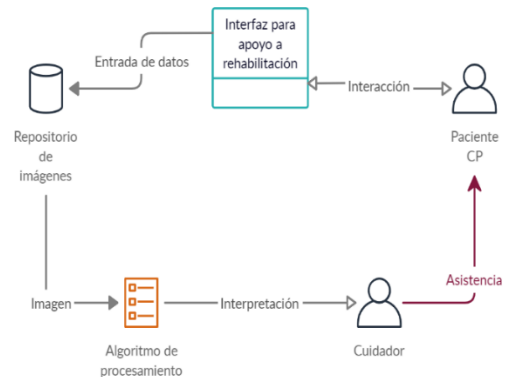 Interfaz para
apoyo a
rehabilitación
Entrada de datos
Interacción
Repositorio
de
imágenes
Paciente
CP
Asistencia
Imagen
Interpretación
Algoritmo de
procesamiento
Cuidador